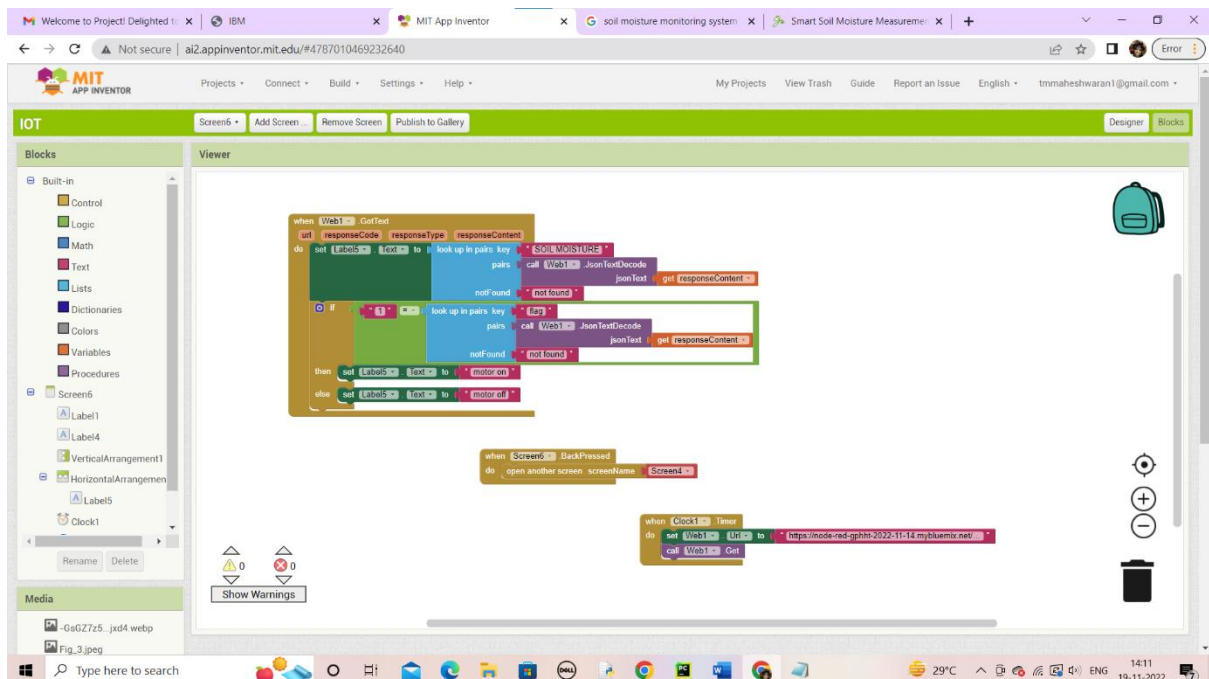 Welcome to Project! Delighted to
IBM
MIT App Inventor
soil moisture monitoring system
Smart Soil Moisture Measuremen
Not secure | ai2.appinventor.mit.edu/#4787010469232640
Error
MIT
APP INVENTOR
Projects Connect Build Settings Help My Projects View Trash Guide Report an Issue English tmmaheshwaran1@gmail.com
IOT
Screen6 Add Screen ... Remove Screen Publish to Gallery Designer Blocks
Blocks
Viewer
Built-in
Control
Logic
Math
Text
Lists
Dictionaries
Colors
Variables
Procedures
Screen6
Label1
Label4
VerticalArrangement1
HorizontalArrangemen
Label5
Clock1
Rename Delete
Media
-GsGZ7z5...jxd4.webp
Fig_3.jpeg
when Web1 .GotText
url responseCode responseType responseContent
do set Label5 . Text to look up in pairs key " SOIL MOISTURE "
pairs call Web1 .JsonTextDecode
jsonText get responseContent
notFound " not found "
if " 1 " = look up in pairs key " flag "
pairs call Web1 .JsonTextDecode
jsonText get responseContent
notFound " not found "
then set Label5 . Text to " motor on "
else set Label5 . Text to " motor off "
when Screen6 .BackPressed
do open another screen screenName Screen4
when Clock1 .Timer
do set Web1 . Url to " https://node-red-gphht-2022-11-14.mybluemix.net/... "
call Web1 .Get
0 0
Show Warnings
Type here to search
29°C ENG 14:11
19-11-2022